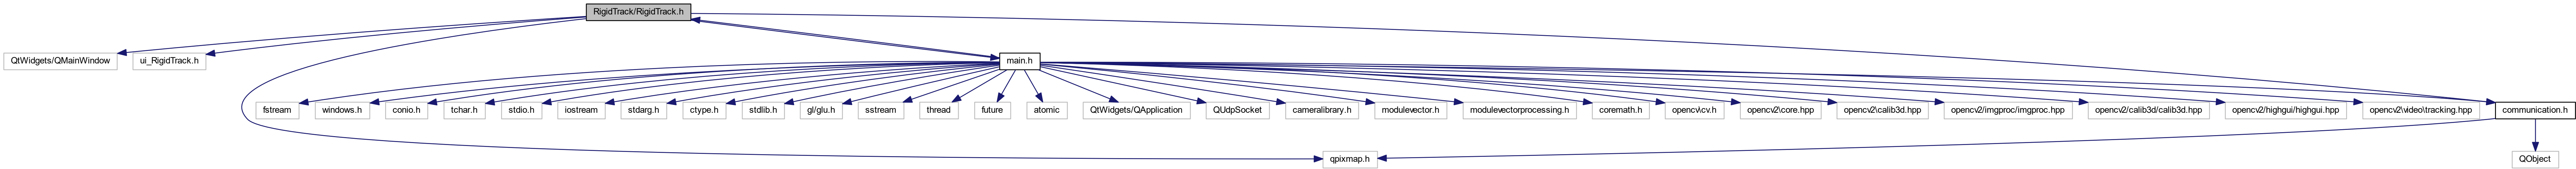 RigidTrack/RigidTrack.h
QtWidgets/QMainWindow
ui_RigidTrack.h
main.h
fstream
windows.h
conio.h
tchar.h
stdio.h
iostream
stdarg.h
ctype.h
stdlib.h
gl/glu.h
sstream
thread
future
atomic
QtWidgets/QApplication
QUdpSocket
cameralibrary.h
modulevector.h
modulevectorprocessing.h
coremath.h
opencv\cv.h
opencv2\core.hpp
opencv2\calib3d.hpp
opencv2/imgproc/imgproc.hpp
opencv2/calib3d/calib3d.hpp
opencv2/highgui/highgui.hpp
opencv2\video\tracking.hpp
communication.h
qpixmap.h
QObject